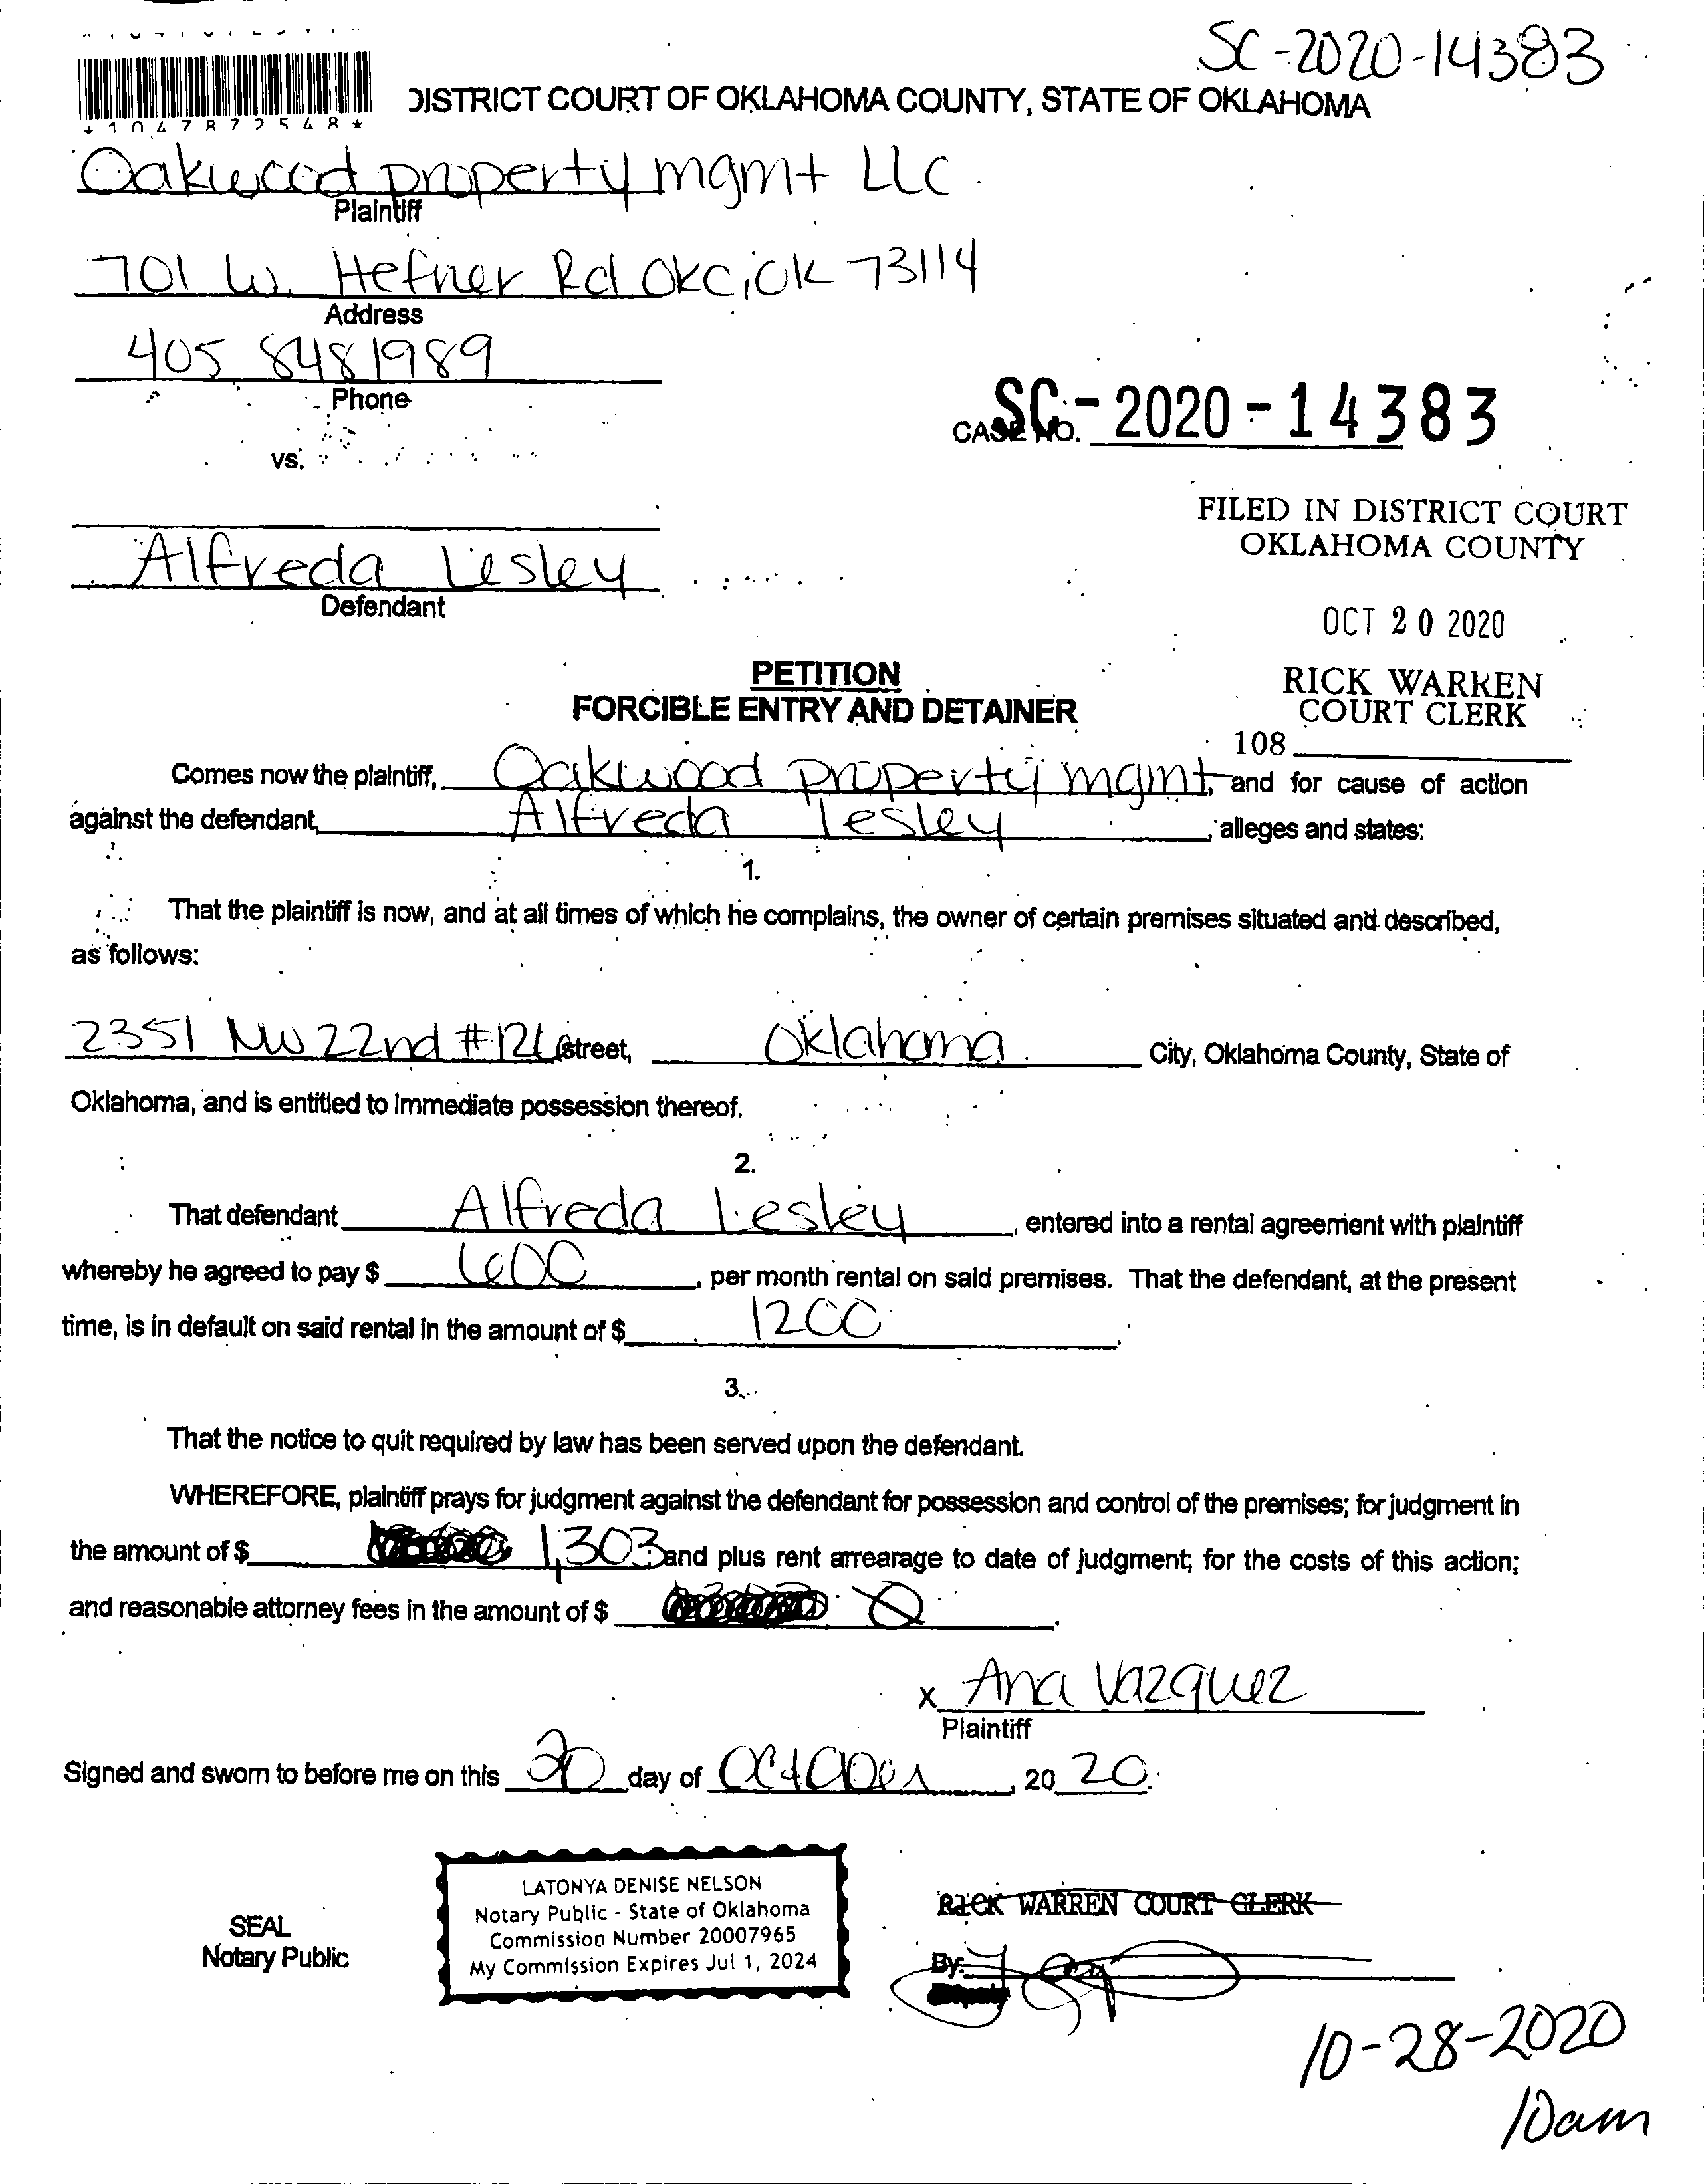 SC-2020-14383
*1047872548*
DISTRICT COURT OF OKLAHOMA COUNTY, STATE OF OKLAHOMA
Oakwood property mgmt LLC
Plaintiff
701 W. Hefner Rd OKC, OK 73114
Address
405 848 1989
Phone
CASE NO. SC-2020-14383
vs.
FILED IN DISTRICT COURT
OKLAHOMA COUNTY
Alfreda Lesley
Defendant
OCT 20 2020
PETITION
FORCIBLE ENTRY AND DETAINER
RICK WARREN
COURT CLERK
108
Comes now the plaintiff, Oakwood property mgmt, and for cause of action
against the defendant, Alfreda Lesley, alleges and states:
1.
That the plaintiff is now, and at all times of which he complains, the owner of certain premises situated and described,
as follows:
2351 NW 22nd #126 street, Oklahoma City, Oklahoma County, State of
Oklahoma, and is entitled to immediate possession thereof.
2.
That defendant Alfreda Lesley, entered into a rental agreement with plaintiff
whereby he agreed to pay $ 600, per month rental on said premises. That the defendant, at the present
time, is in default on said rental in the amount of $ 1200.
3.
That the notice to quit required by law has been served upon the defendant.
WHEREFORE, plaintiff prays for judgment against the defendant for possession and control of the premises; for judgment in
the amount of $ 1,303 and plus rent arrearage to date of judgment; for the costs of this action;
and reasonable attorney fees in the amount of $ 0.
x Ana Vazquez
Plaintiff
Signed and sworn to before me on this 20 day of October, 20 20.
SEAL
Notary Public
LATONYA DENISE NELSON
Notary Public - State of Oklahoma
Commission Number 20007965
My Commission Expires Jul 1, 2024
RICK WARREN COURT CLERK
By:
Deputy
10-28-2020
10am